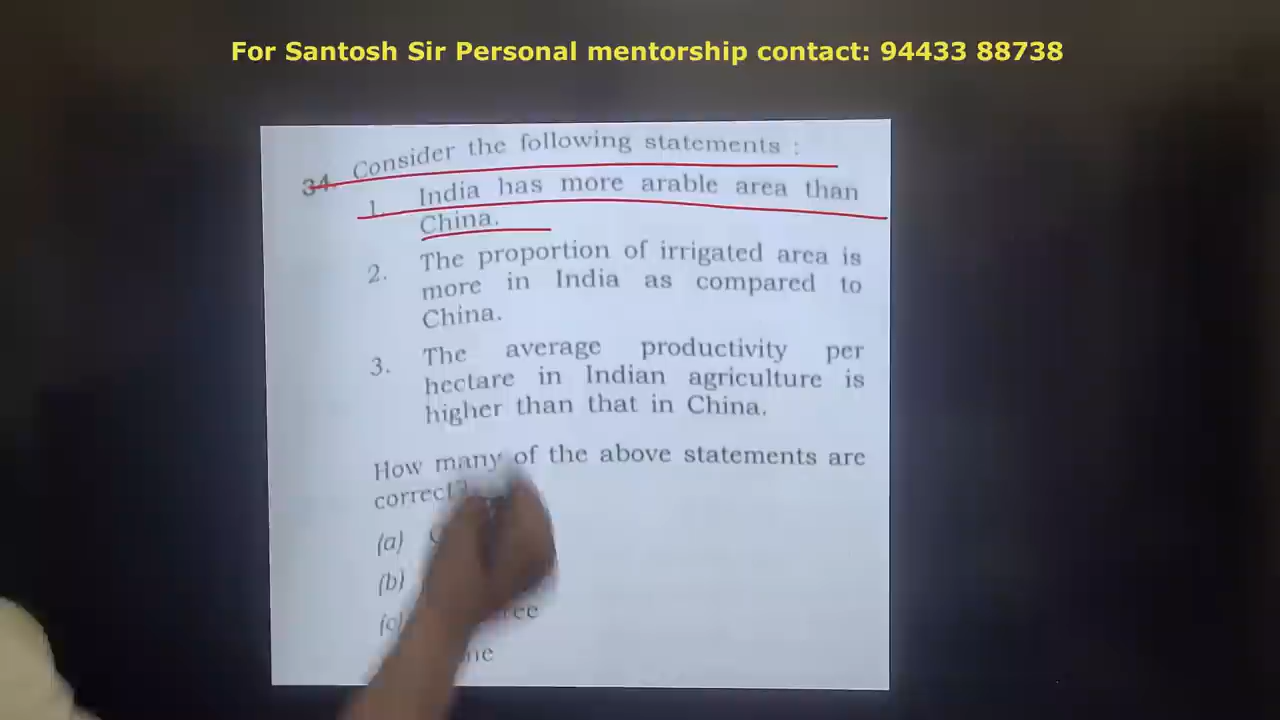 For Santosh Sir Personal mentorship contact: 94433 88738
34. Consider the following statements :
1. India has more arable area than
China.
2. The proportion of irrigated area is
more in India as compared to
China.
3. The average productivity per
hectare in Indian agriculture is
higher than that in China.
How many of the above statements are
correct?
(a)
(b)
(c)